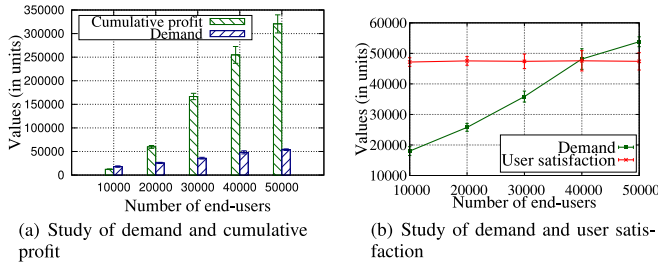 350000
300000
250000
200000
150000
100000
50000
0
Cumulative profit
Demand
Values (in units)
10000 20000 30000 40000 50000
Number of end-users
(a) Study of demand and cumulative
profit
60000
50000
40000
30000
20000
10000
Values (in units)
Demand
User satisfaction
10000 20000 30000 40000 50000
Number of end-users
(b) Study of demand and user satis-
faction